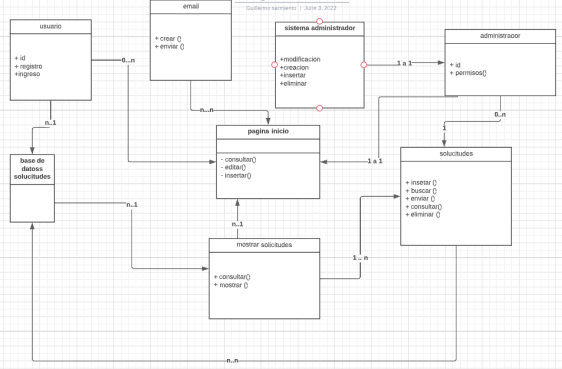 email
Guillermo sarmiento | June 3, 2022
usuario
sistema administrador
administrador
+ id
+ registro
+ingreso
+ crear ()
+ enviar ()
+modificacion
+creacion
+insertar
+eliminar
+ id
+ permisos()
0...n
1 a 1
n...n
0..n
n..1
1
pagina inicio
- consultar()
- editar()
- insertar()
1 a 1
base de
datoss
solucitudes
solucitudes
+ insetar ()
+ buscar ()
+ enviar ()
+ consultar()
+ eliminar ()
n..1
n..1
mostrar solicitudes
+ consultar()
+ mostrar ()
1 .. n
n..n